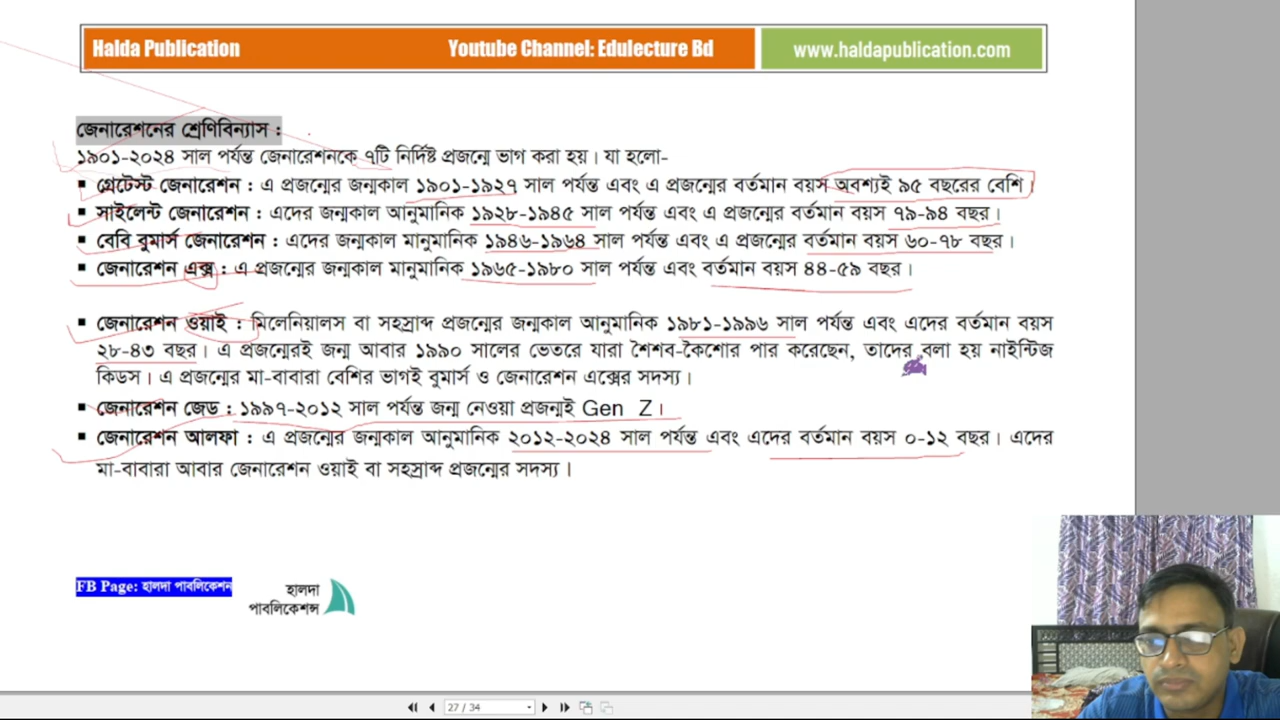 Halda Publication Youtube Channel: Edulecture Bd www.haldapublication.com
জেনারেশনের শ্রেণিবিন্যাস :
১৯০১-২০২৪ সাল পর্যন্ত জেনারেশনকে ৭টি নির্দিষ্ট প্রজন্মে ভাগ করা হয়। যা হলো-
▪ গ্রেটেস্ট জেনারেশন : এ প্রজন্মের জন্মকাল ১৯০১-১৯২৭ সাল পর্যন্ত এবং এ প্রজন্মের বর্তমান বয়স অবশ্যই ৯৫ বছরের বেশি।
▪ সাইলেন্ট জেনারেশন : এদের জন্মকাল আনুমানিক ১৯২৮-১৯৪৫ সাল পর্যন্ত এবং এ প্রজন্মের বর্তমান বয়স ৭৯-৯৪ বছর।
▪ বেবি বুমার্স জেনারেশন : এদের জন্মকাল মানুমানিক ১৯৪৬-১৯৬৪ সাল পর্যন্ত এবং এ প্রজন্মের বর্তমান বয়স ৬০-৭৮ বছর।
▪ জেনারেশন এক্স : এ প্রজন্মের জন্মকাল মানুমানিক ১৯৬৫-১৯৮০ সাল পর্যন্ত এবং বর্তমান বয়স ৪৪-৫৯ বছর।
▪ জেনারেশন ওয়াই : মিলেনিয়ালস বা সহস্রাব্দ প্রজন্মের জন্মকাল আনুমানিক ১৯৮১-১৯৯৬ সাল পর্যন্ত এবং এদের বর্তমান বয়স
২৮-৪৩ বছর। এ প্রজন্মেরই জন্ম আবার ১৯৯০ সালের ভেতরে যারা শৈশব-কৈশোর পার করেছেন, তাদের বলা হয় নাইন্টিজ
কিডস। এ প্রজন্মের মা-বাবারা বেশির ভাগই বুমার্স ও জেনারেশন এক্সের সদস্য।
▪ জেনারেশন জেড : ১৯৯৭-২০১২ সাল পর্যন্ত জন্ম নেওয়া প্রজন্মই Gen Z।
▪ জেনারেশন আলফা : এ প্রজন্মের জন্মকাল আনুমানিক ২০১২-২০২৪ সাল পর্যন্ত এবং এদের বর্তমান বয়স ০-১২ বছর। এদের
মা-বাবারা আবার জেনারেশন ওয়াই বা সহস্রাব্দ প্রজন্মের সদস্য।
FB Page: হালদা পাবলিকেশন
হালদা
পাবলিকেশন্স
27 / 34